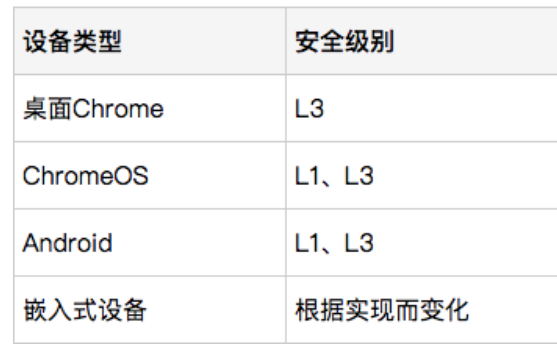 设备类型 安全级别
桌面Chrome L3
ChromeOS L1、L3
Android L1、L3
嵌入式设备 根据实现而变化